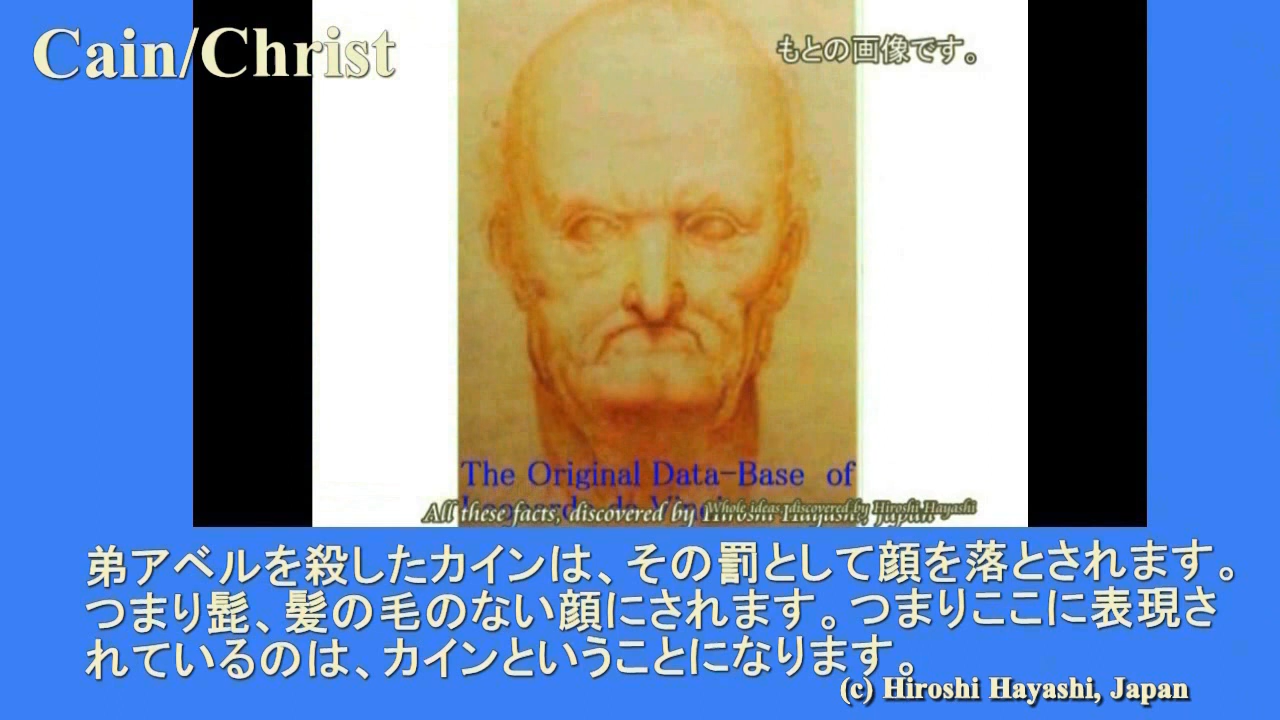 Cain/Christ
もとの画像です。
The Original Data-Base of
Leonardo da Vinci
All these facts, discovered by Hiroshi Hayashi, Japan
Whole ideas, discovered by Hiroshi Hayashi
弟アベルを殺したカインは、その罰として顔を落とされます。
つまり髭、髪の毛のない顔にされます。つまりここに表現さ
れているのは、カインということになります。
(c) Hiroshi Hayashi, Japan